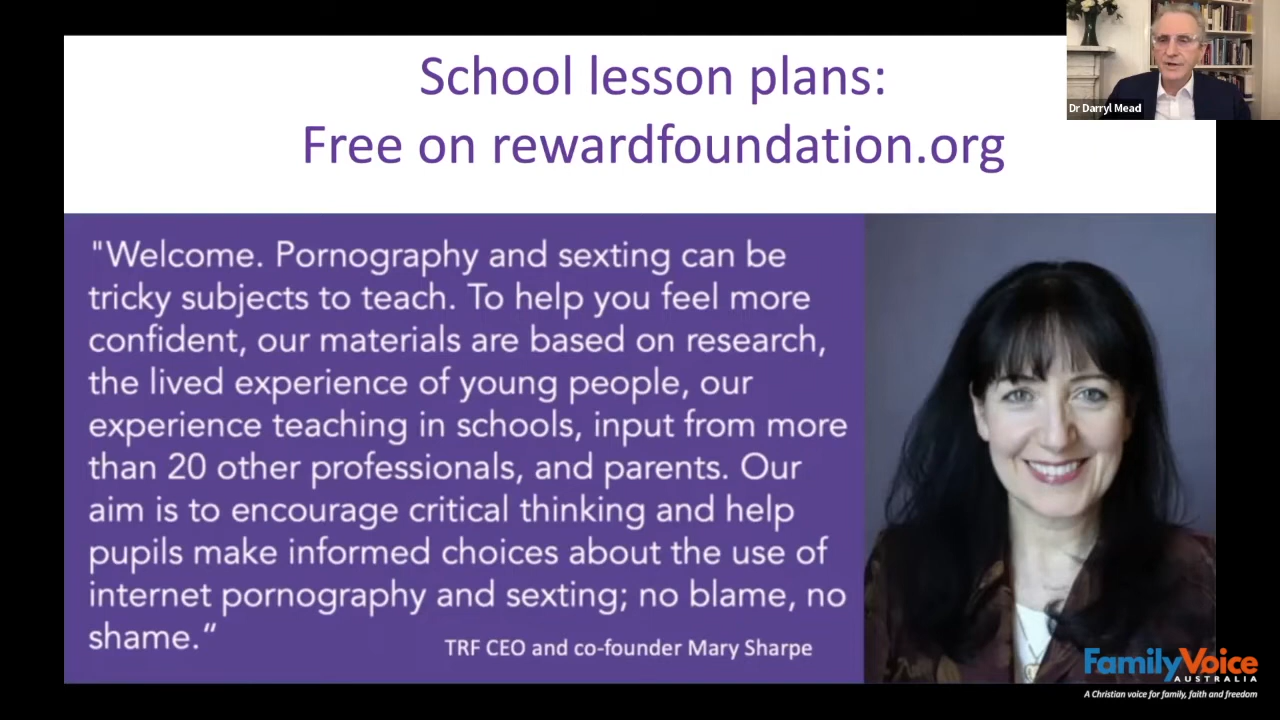 School lesson plans:
Free on rewardfoundation.org
Dr Darryl Mead
"Welcome. Pornography and sexting can be
tricky subjects to teach. To help you feel more
confident, our materials are based on research,
the lived experience of young people, our
experience teaching in schools, input from more
than 20 other professionals, and parents. Our
aim is to encourage critical thinking and help
pupils make informed choices about the use of
internet pornography and sexting; no blame, no
shame.”
TRF CEO and co-founder Mary Sharpe
FamilyVoice
AUSTRALIA
A Christian voice for family, faith and freedom